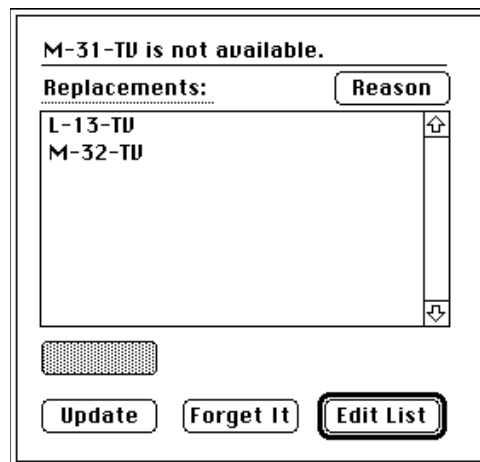 M-31-TV is not available.
Replacements:
Reason
L-13-TV
M-32-TV
Update
Forget It
Edit List